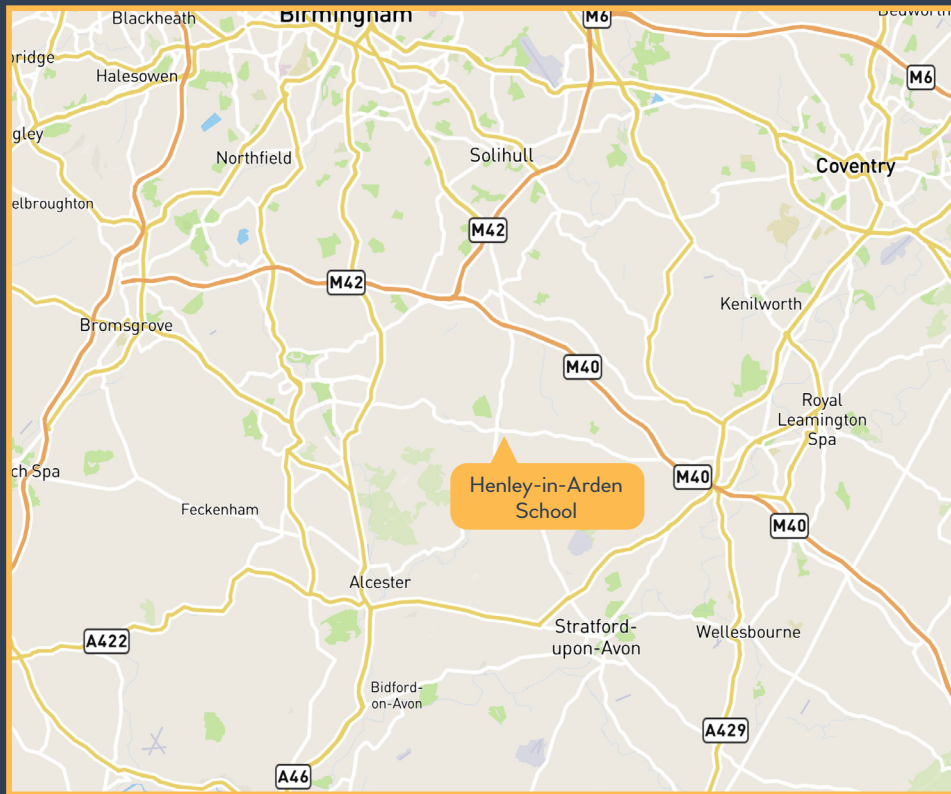 Birmingham
M6
Bedworth
Blackheath
bridge
Halesowen
M6
gley
Northfield
Solihull
Coventry
elbroughton
M42
M42
Kenilworth
Bromsgrove
M40
Royal
Leamington
Spa
ch Spa
Henley-in-Arden
School
M40
Feckenham
M40
Alcester
Stratford-
upon-Avon
Wellesbourne
A422
Bidford-
on-Avon
A429
A46